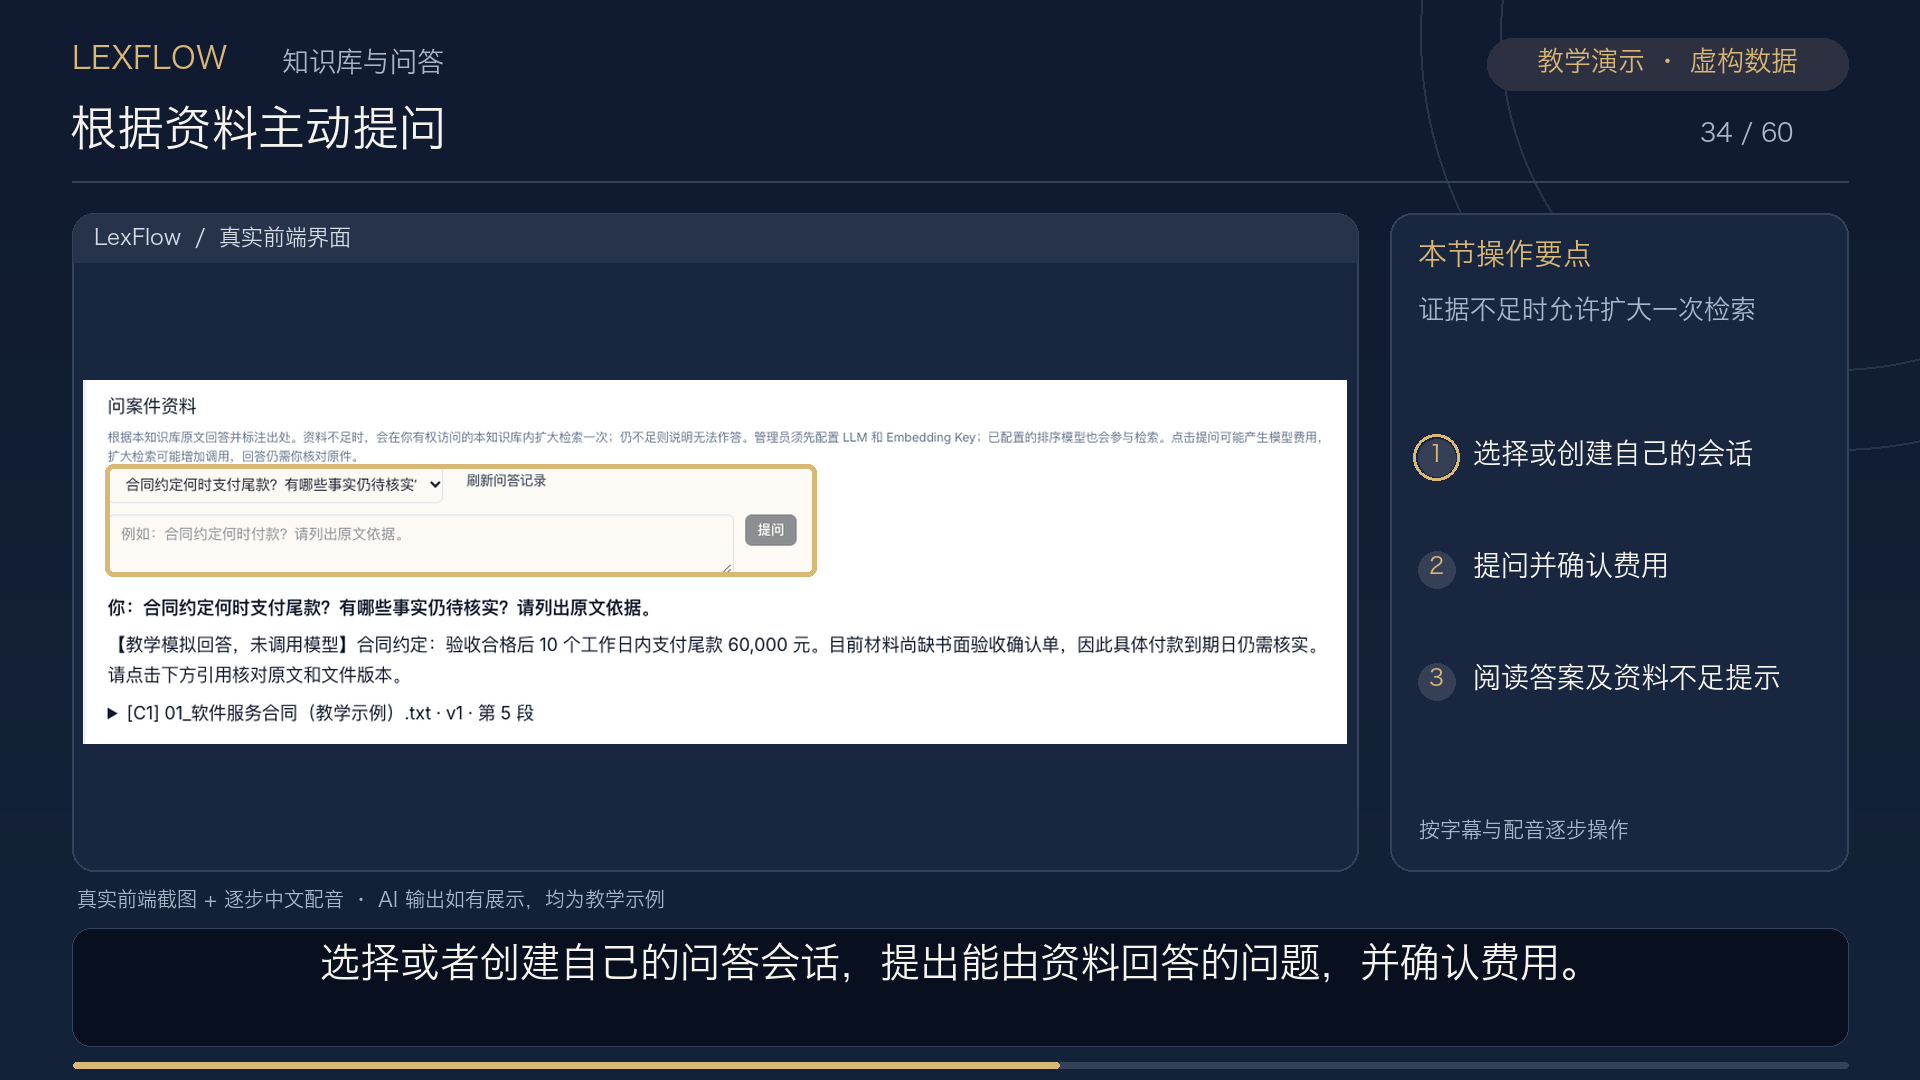 LEXFLOW 知识库与问答
教学演示 · 虚构数据
根据资料主动提问
34 / 60
LexFlow / 真实前端界面
问案件资料
根据本知识库原文回答并标注出处。资料不足时，会在你有权访问的本知识库内扩大检索一次；仍不足则说明无法作答。管理员须先配置 LLM 和 Embedding Key；已配置的排序模型也会参与检索。点击提问可能产生模型费用，
扩大检索可能增加调用，回答仍需你核对原件。
合同约定何时支付尾款？有哪些事实仍待核实 刷新问答记录
例如：合同约定何时付款？请列出原文依据。
提问
你：合同约定何时支付尾款？有哪些事实仍待核实？请列出原文依据。
【教学模拟回答，未调用模型】合同约定：验收合格后 10 个工作日内支付尾款 60,000 元。目前材料尚缺书面验收确认单，因此具体付款到期日仍需核实。
请点击下方引用核对原文和文件版本。
▶ [C1] 01_软件服务合同（教学示例）.txt · v1 · 第 5 段
本节操作要点
证据不足时允许扩大一次检索
1 选择或创建自己的会话
2 提问并确认费用
3 阅读答案及资料不足提示
按字幕与配音逐步操作
真实前端截图 + 逐步中文配音 · AI 输出如有展示，均为教学示例
选择或者创建自己的问答会话，提出能由资料回答的问题，并确认费用。